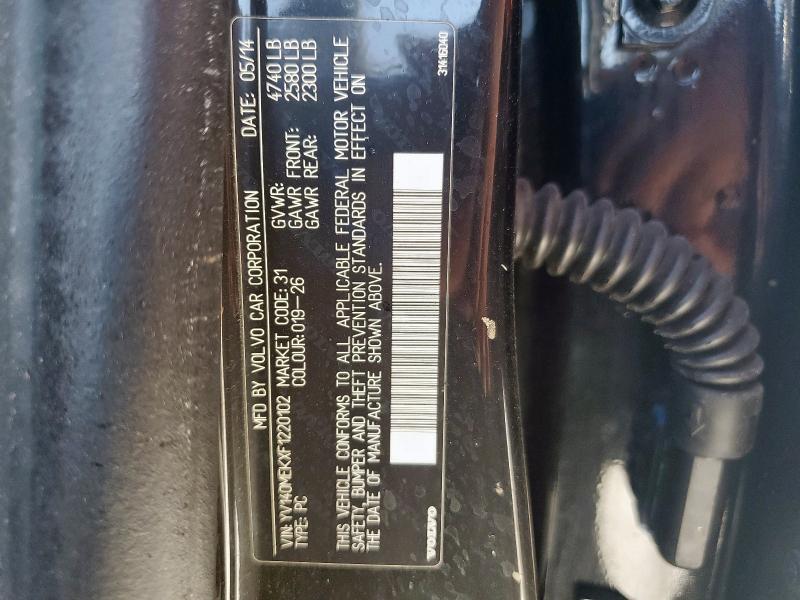 MFD BY VOLVO CAR CORPORATION DATE: 05/14
VIN: YV140MEKXF1220102 MARKET CODE: 31 GVWR: 4740 LB
TYPE: PC COLOUR: 019-26 GAWR FRONT: 2580 LB
GAWR REAR: 2300 LB
THIS VEHICLE CONFORMS TO ALL APPLICABLE FEDERAL MOTOR VEHICLE
SAFETY, BUMPER AND THEFT PREVENTION STANDARDS IN EFFECT ON
THE DATE OF MANUFACTURE SHOWN ABOVE.
VOLVO 31416040